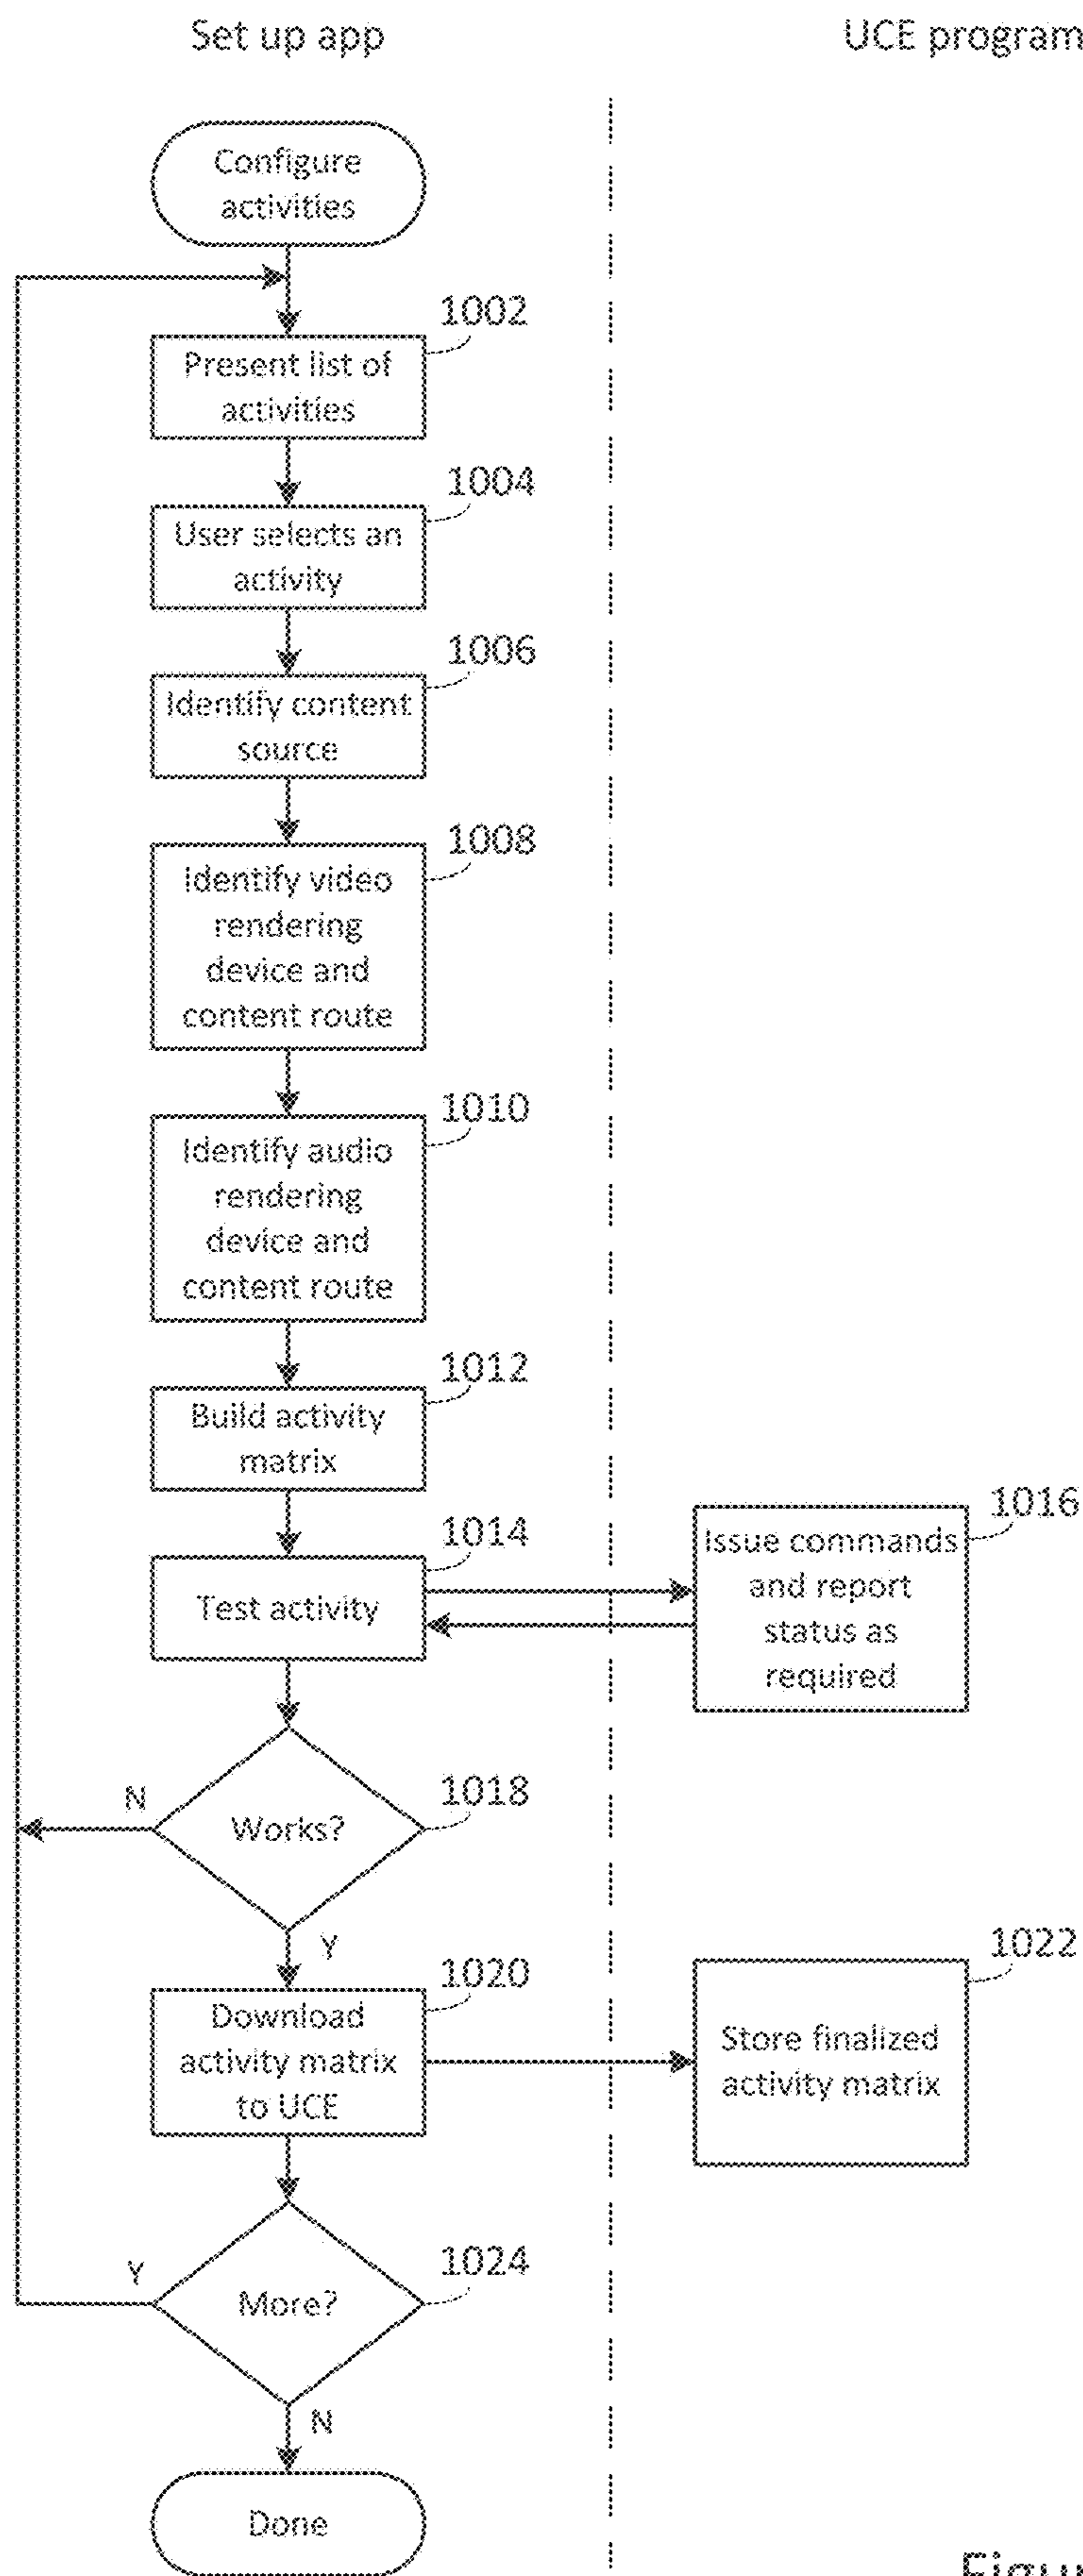 Set up app
UCE program
Configure
activities
1002
Present list of
activities
1004
User selects an
activity
1006
Identify content
source
1008
Identify video
rendering
device and
content route
1010
Identify audio
rendering
device and
content route
1012
Build activity
matrix
1014
Test activity
1016
Issue commands
and report
status as
required
1018
Works?
N
Y
1020
Download
activity matrix
to UCE
1022
Store finalized
activity matrix
1024
More?
Y
N
Done